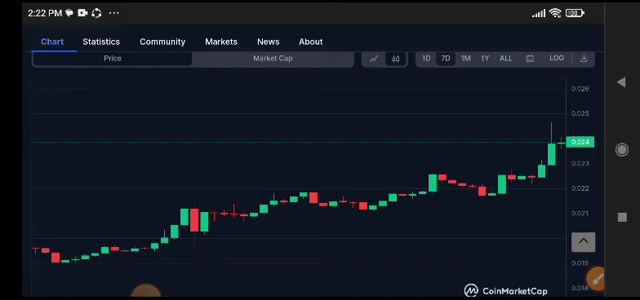 2:22 PM
Chart Statistics Community Markets News About
Price Market Cap 1D 7D 1M 1Y ALL LOG
0.026
0.025
0.024
0.023
0.022
0.021
0.019
0.018
CoinMarketCap